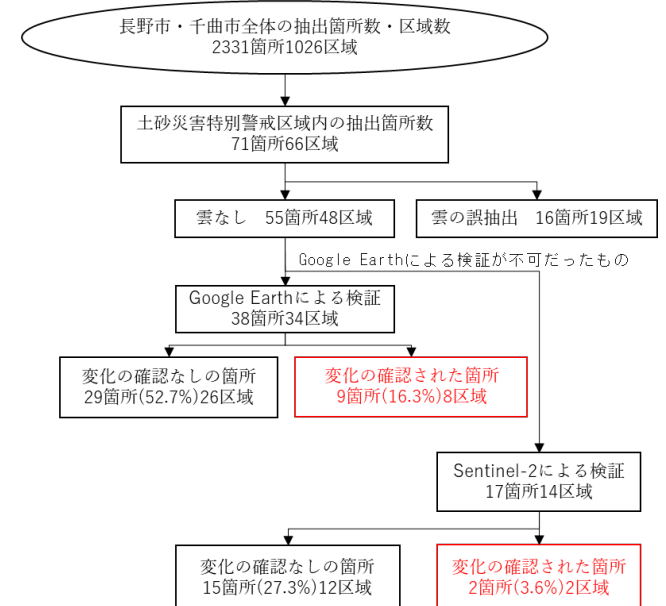 長野市・千曲市全体の抽出箇所数・区域数
2331箇所1026区域
土砂災害特別警戒区域内の抽出箇所数
71箇所66区域
雲なし　55箇所48区域
雲の誤抽出　16箇所19区域
Google Earthによる検証が不可だったもの
Google Earthによる検証
38箇所34区域
変化の確認なしの箇所
29箇所(52.7%)26区域
変化の確認された箇所
9箇所(16.3%)8区域
Sentinel-2による検証
17箇所14区域
変化の確認なしの箇所
15箇所(27.3%)12区域
変化の確認された箇所
2箇所(3.6%)2区域